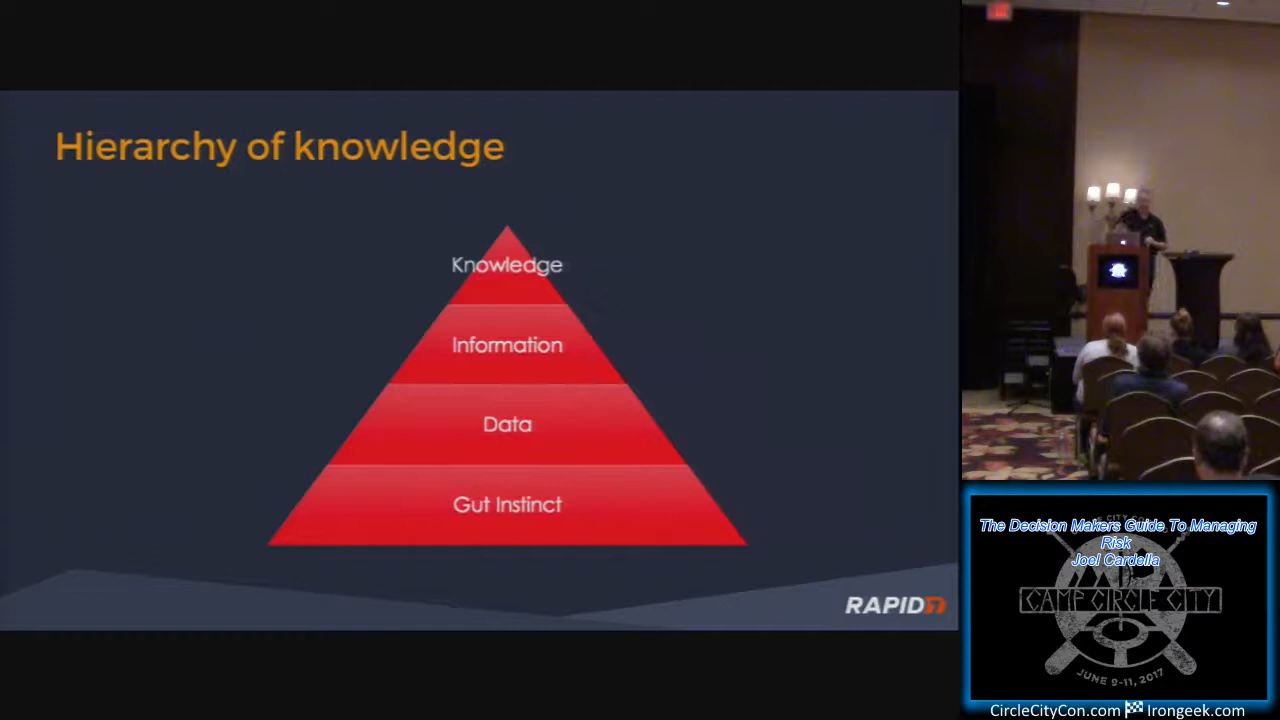 Hierarchy of knowledge
Knowledge
Information
Data
Gut Instinct
RAPID7
The Decision Makers Guide To Managing
Risk
Joel Cardella
CAMP CIRCLE CITY
JUNE 9-11, 2017
CircleCityCon.com Irongeek.com